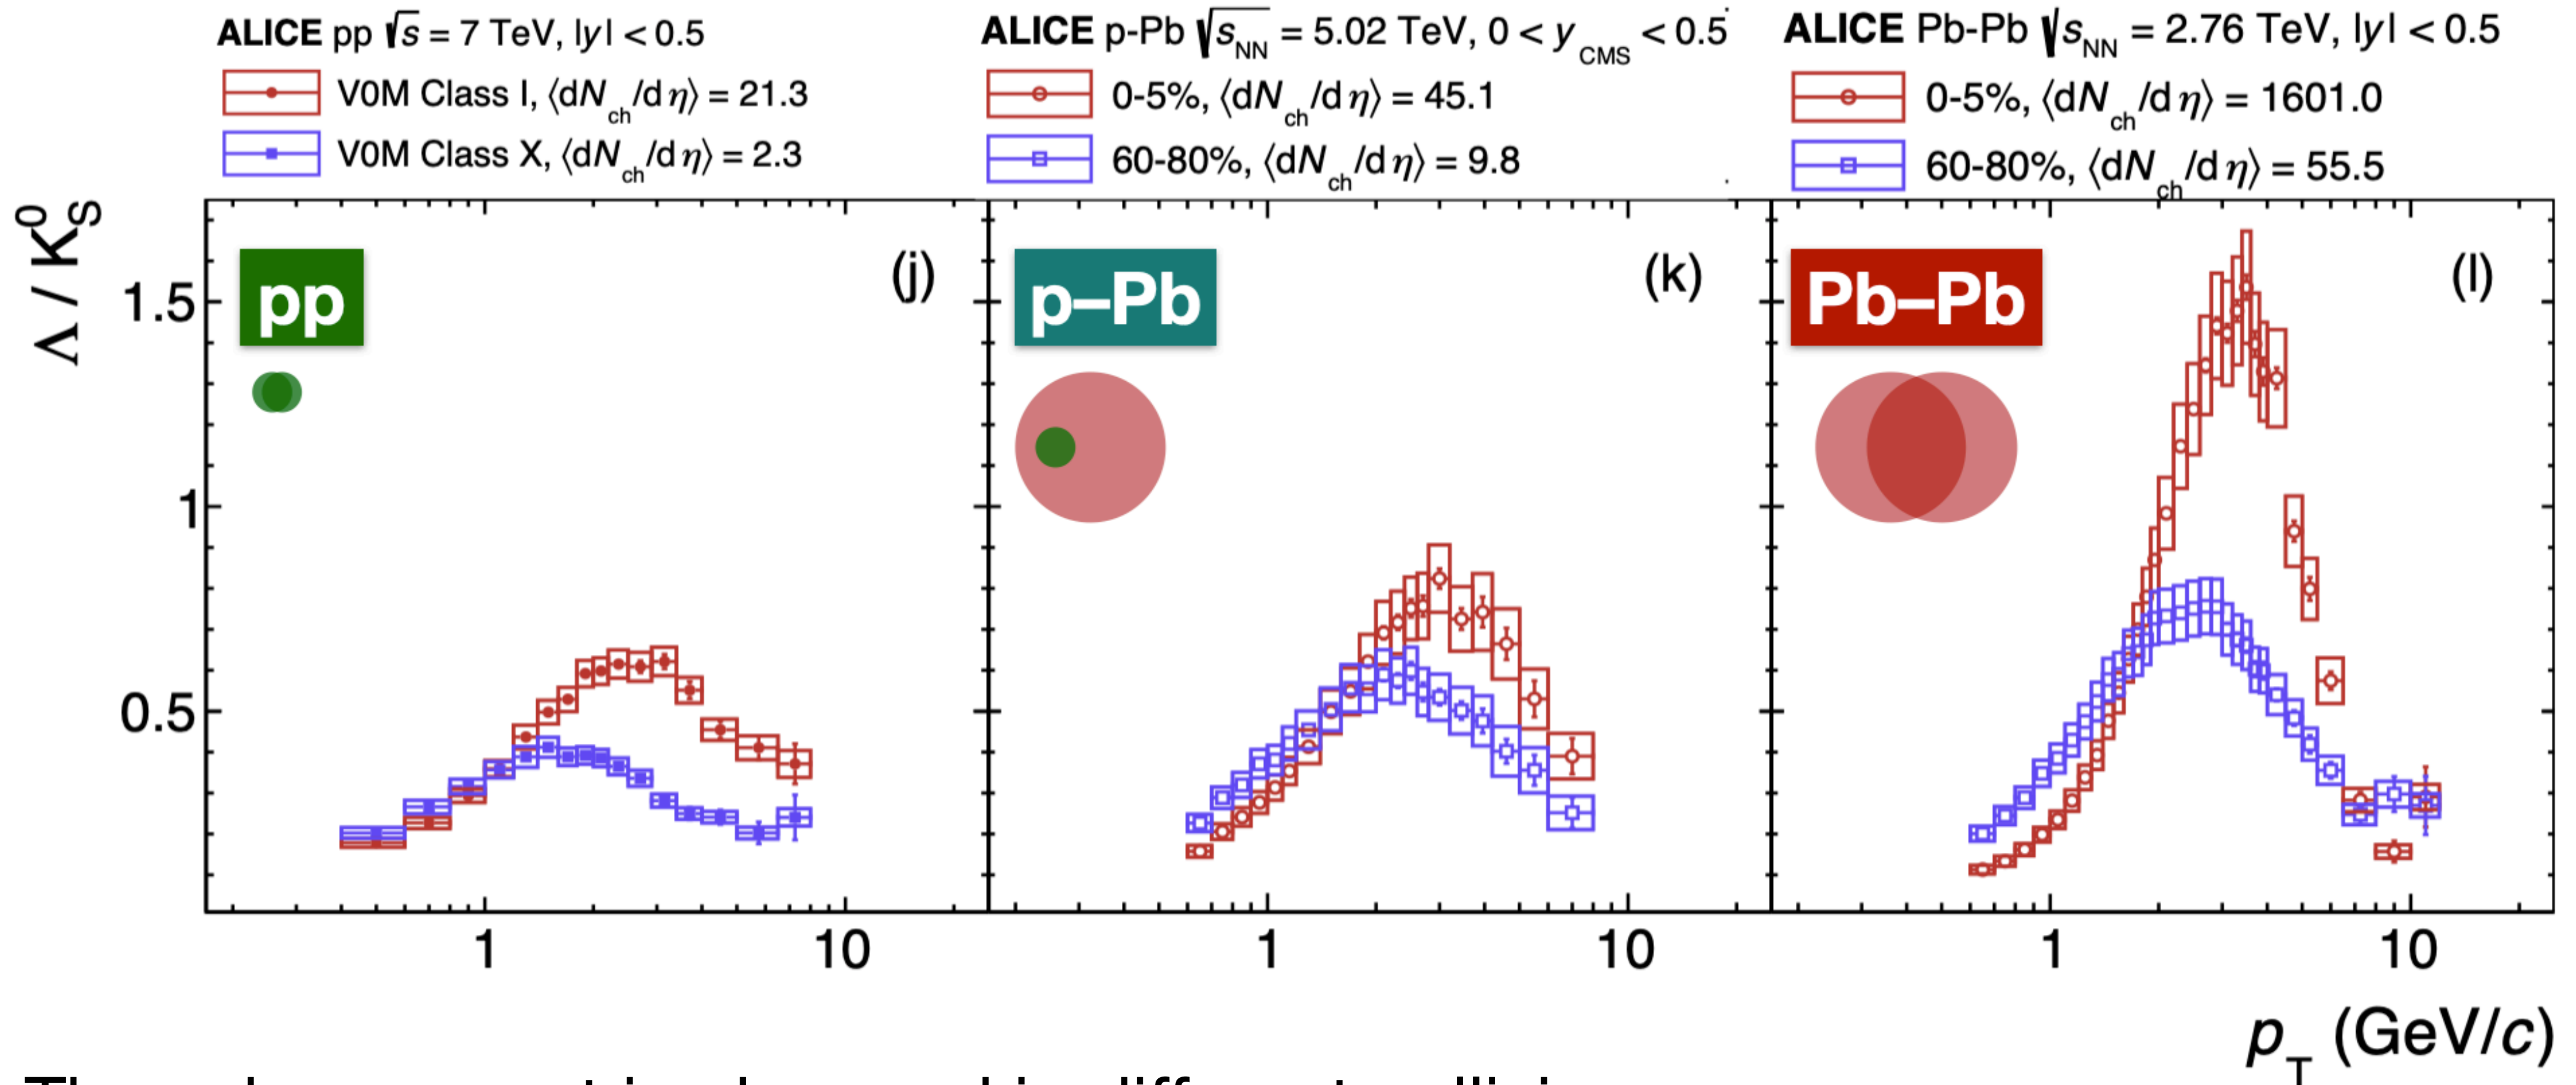 ALICE pp √s = 7 TeV, |y| < 0.5
V0M Class I, ⟨dN_ch/dη⟩ = 21.3
V0M Class X, ⟨dN_ch/dη⟩ = 2.3
ALICE p-Pb √s_NN = 5.02 TeV, 0 < y_CMS < 0.5
0-5%, ⟨dN_ch/dη⟩ = 45.1
60-80%, ⟨dN_ch/dη⟩ = 9.8
ALICE Pb-Pb √s_NN = 2.76 TeV, |y| < 0.5
0-5%, ⟨dN_ch/dη⟩ = 1601.0
60-80%, ⟨dN_ch/dη⟩ = 55.5
Λ / K⁰_S
1.5
1
0.5
pp
(j)
p–Pb
(k)
Pb–Pb
(l)
1 10
1 10
1 10
p_T (GeV/c)